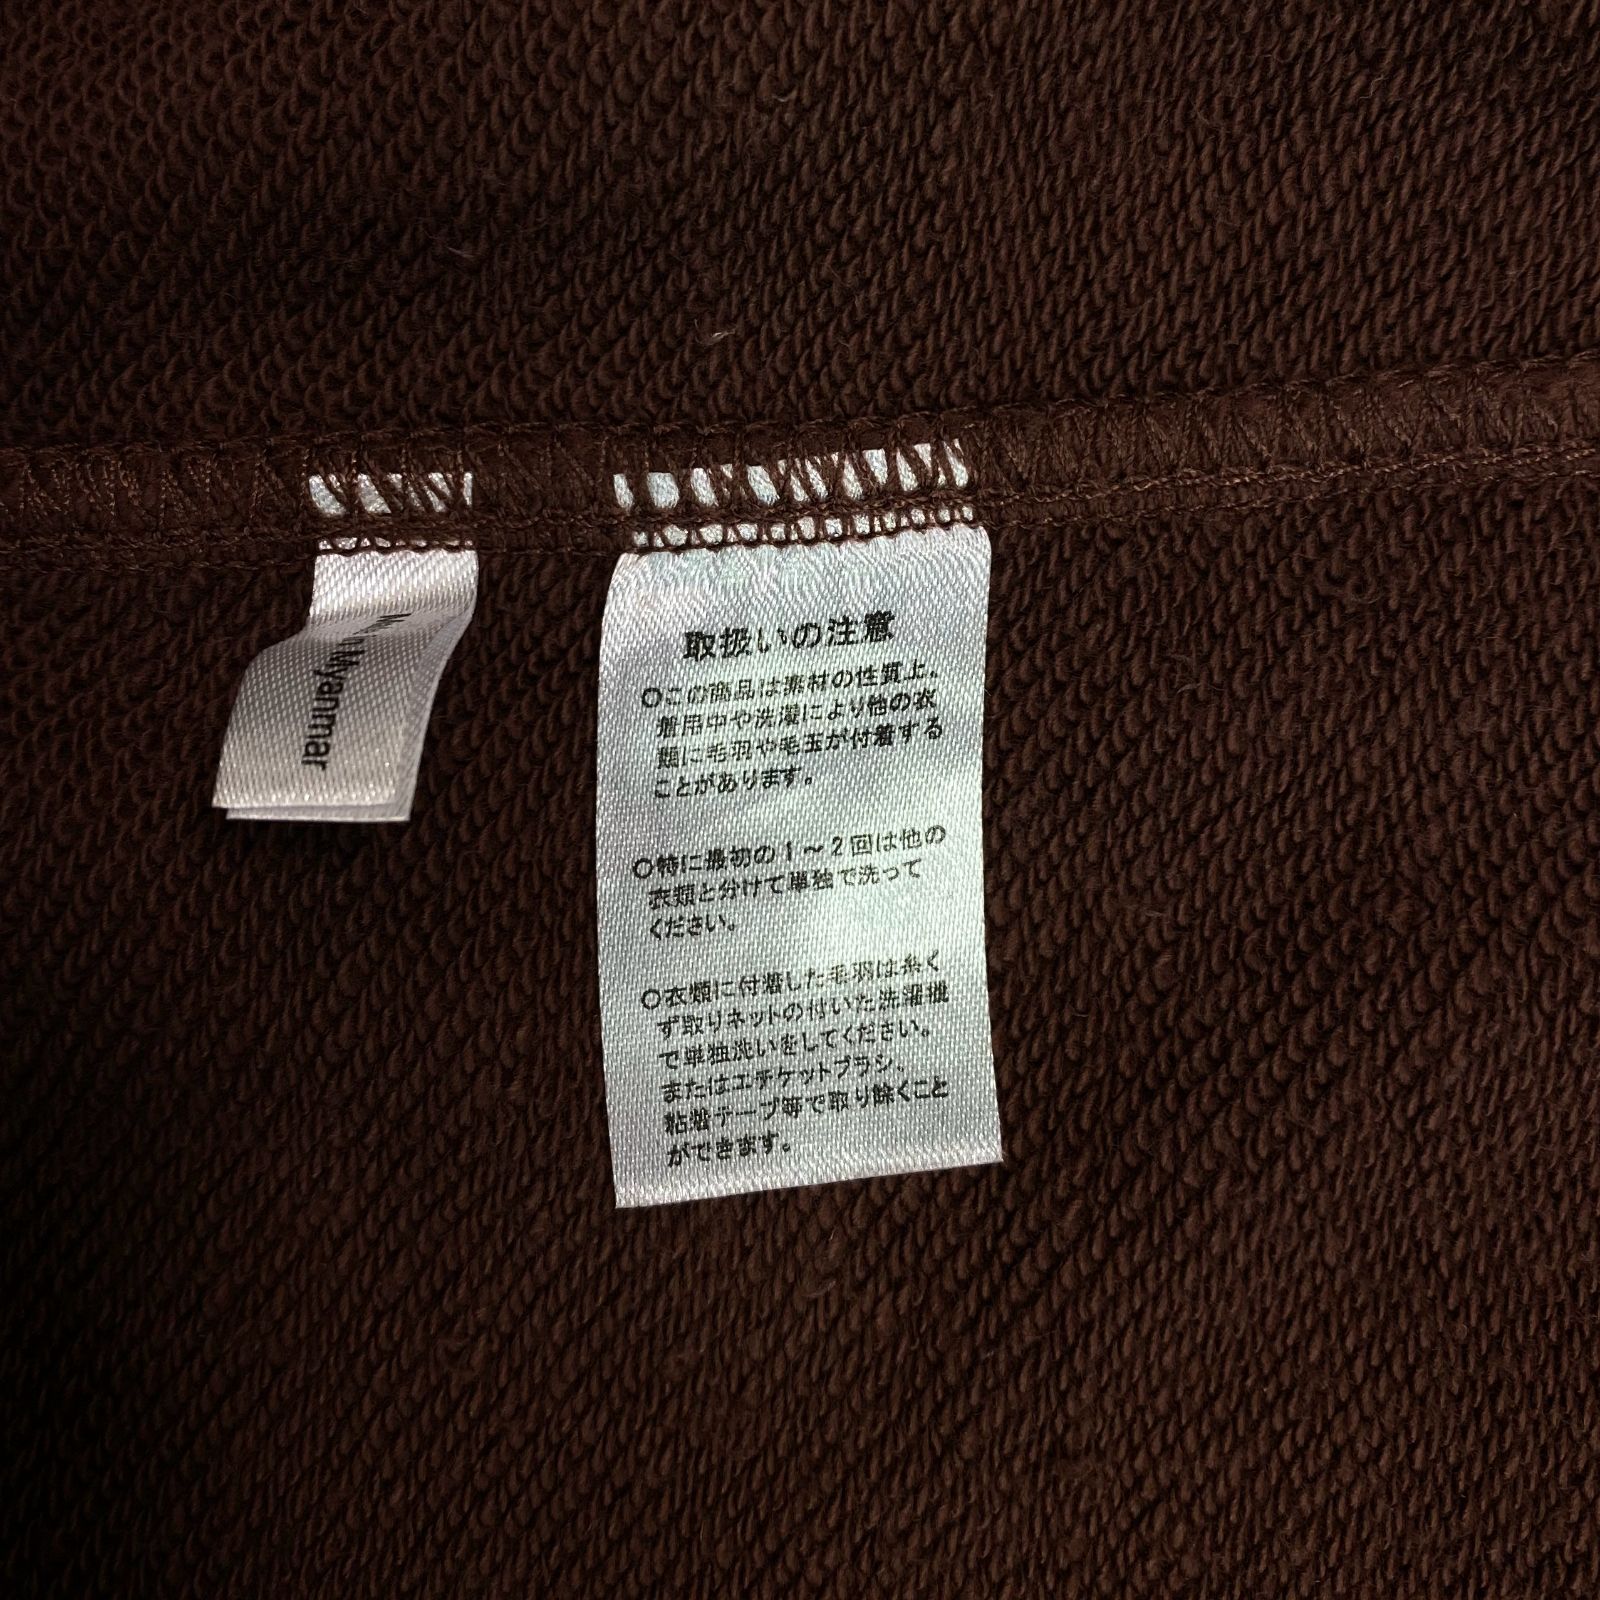 Made in Myanmar
取扱いの注意
○この商品は素材の性質上、
着用中や洗濯により他の衣
類に毛羽や毛玉が付着する
ことがあります。
○特に最初の1～2回は他の
衣類と分けて単独で洗って
ください。
○衣類に付着した毛羽は糸く
ず取りネットの付いた洗濯機
で単独洗いをしてください。
またはエチケットブラシ、
粘着テープ等で取り除くこと
ができます。